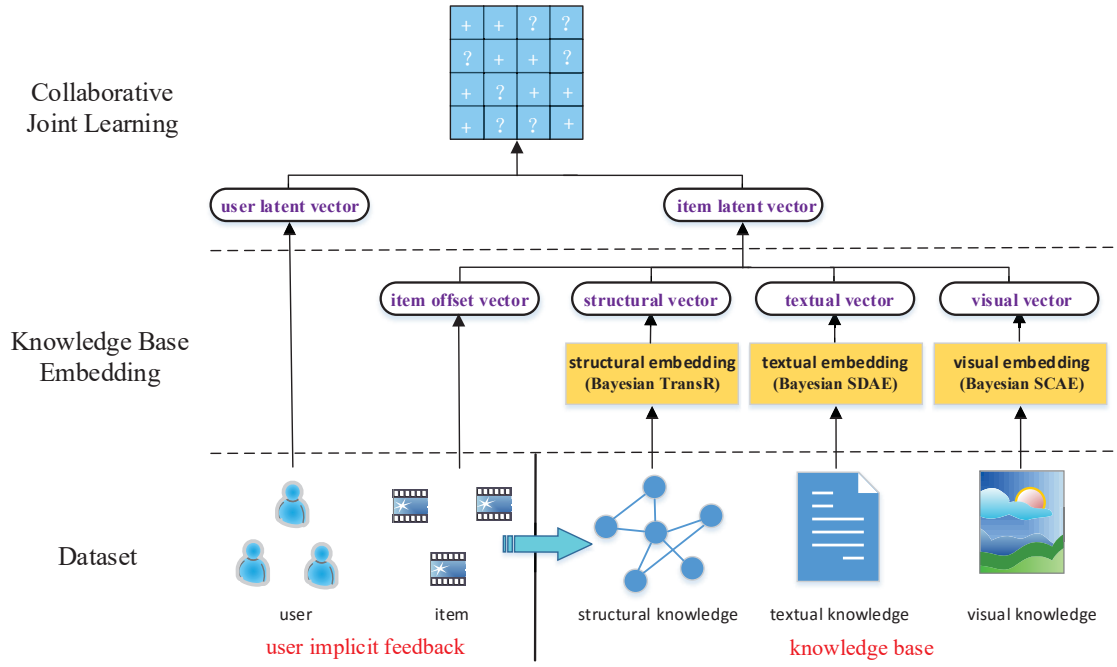 + + ? ?
? + + ?
+ ? + +
+ ? ? +
Collaborative
Joint Learning
user latent vector
item latent vector
item offset vector
structural vector
textual vector
visual vector
Knowledge Base
Embedding
structural embedding
(Bayesian TransR)
textual embedding
(Bayesian SDAE)
visual embedding
(Bayesian SCAE)
Dataset
user
item
structural knowledge
textual knowledge
visual knowledge
user implicit feedback
knowledge base